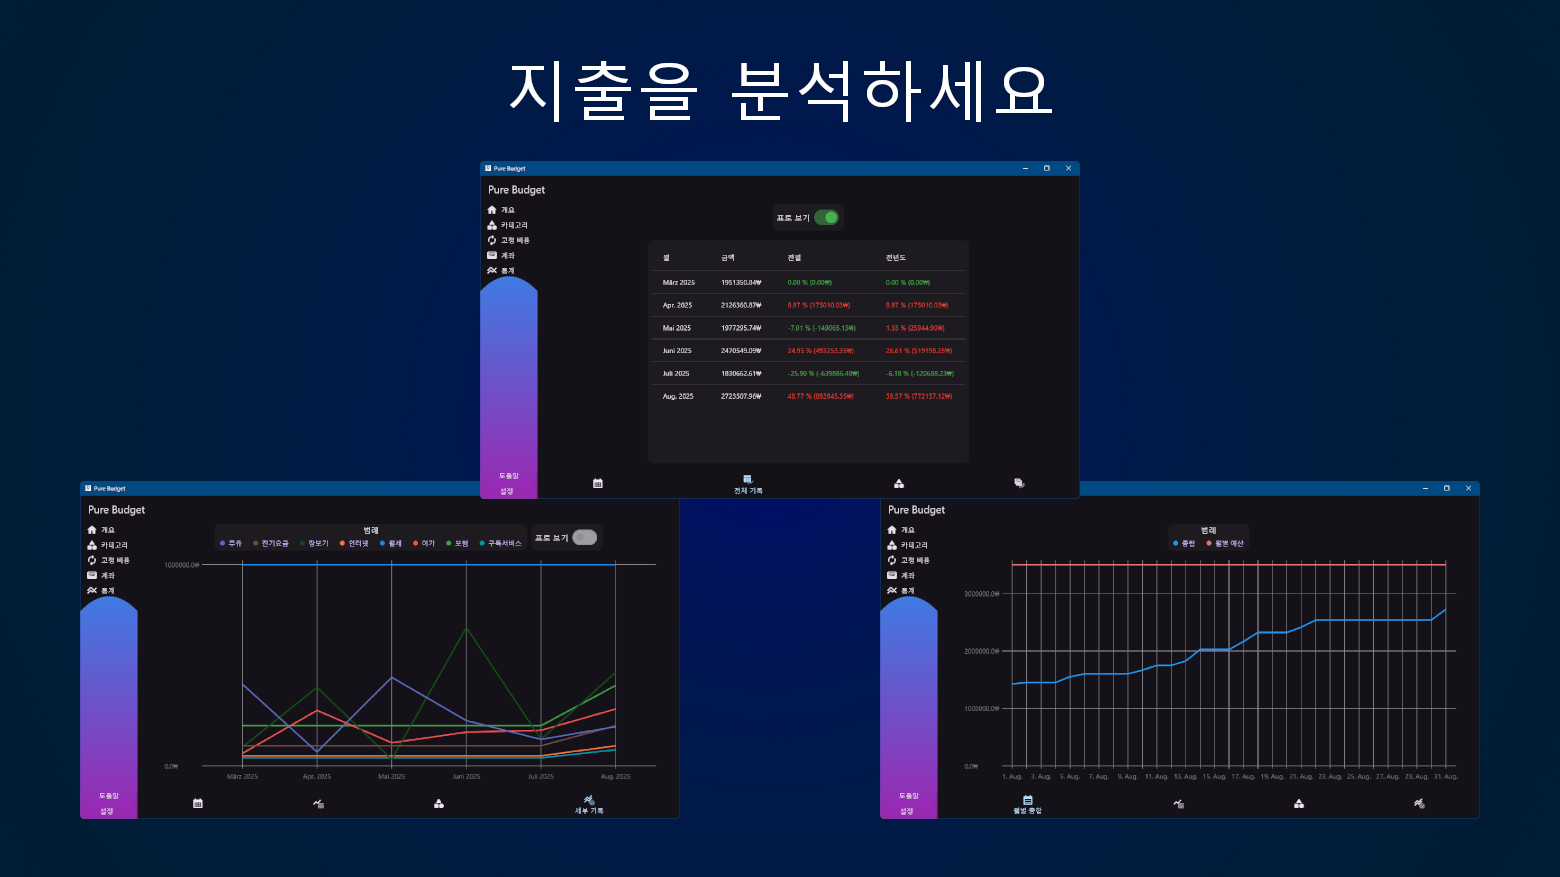 지출을 분석하세요
Pure Budget
Pure Budget
개요
카테고리
고정 비용
계좌
통계
도움말
설정
프로 보기
월 금액 전월 전년도
März 2025 1951350.84₩ 0.00 % (0.00₩) 0.00 % (0.00₩)
Apr. 2025 2126360.87₩ 8.97 % (175010.03₩) 8.97 % (175010.03₩)
Mai 2025 1977295.74₩ -7.01 % (-149065.13₩) 1.33 % (25944.90₩)
Juni 2025 2470549.09₩ 24.95 % (493253.35₩) 26.61 % (519198.25₩)
Juli 2025 1830662.61₩ -25.90 % (-639886.48₩) -6.18 % (-120688.23₩)
Aug. 2025 2723507.96₩ 48.77 % (892845.35₩) 39.57 % (772157.12₩)
전체 기록
Pure Budget
Pure Budget
개요
카테고리
고정 비용
계좌
통계
도움말
설정
범례
주유 전기요금 장보기 인터넷 월세 여가 보험 구독서비스
프로 보기
1000000.0₩
0.0₩
März 2025 Apr. 2025 Mai 2025 Juni 2025 Juli 2025 Aug. 2025
세부 기록
Pure Budget
개요
카테고리
고정 비용
계좌
통계
도움말
설정
범례
종합 월별 예산
3000000.0₩
2000000.0₩
1000000.0₩
0.0₩
1. Aug. 3. Aug. 5. Aug. 7. Aug. 9. Aug. 11. Aug. 13. Aug. 15. Aug. 17. Aug. 19. Aug. 21. Aug. 23. Aug. 25. Aug. 27. Aug. 29. Aug. 31. Aug.
월별 종합